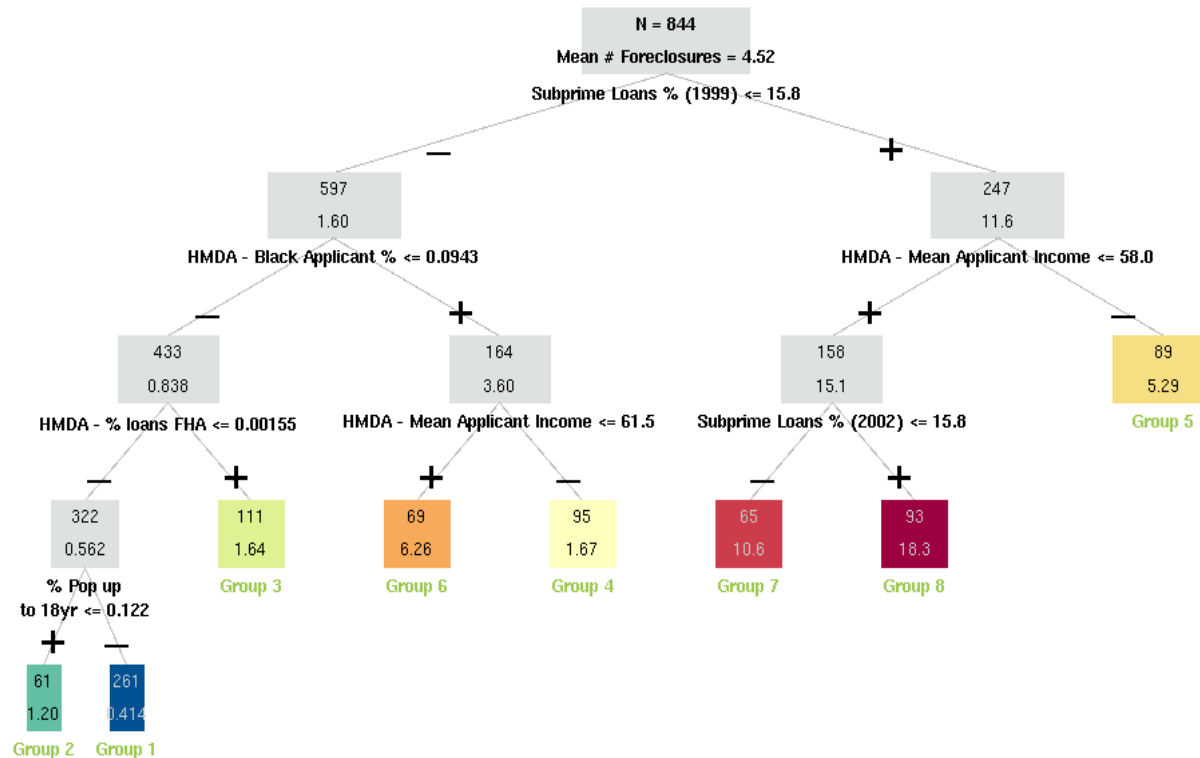 N = 844
Mean # Foreclosures = 4.52
Subprime Loans % (1999) <= 15.8
−
+
597
1.60
247
11.6
HMDA - Black Applicant % <= 0.0943
HMDA - Mean Applicant Income <= 58.0
−
+
+
−
433
0.838
164
3.60
158
15.1
89
5.29
HMDA - % loans FHA <= 0.00155
HMDA - Mean Applicant Income <= 61.5
Subprime Loans % (2002) <= 15.8
Group 5
−
+
+
−
−
+
322
0.562
111
1.64
69
6.26
95
1.67
65
10.6
93
18.3
% Pop up
to 18yr <= 0.122
Group 3
Group 6
Group 4
Group 7
Group 8
+
−
61
1.20
261
0.414
Group 2
Group 1